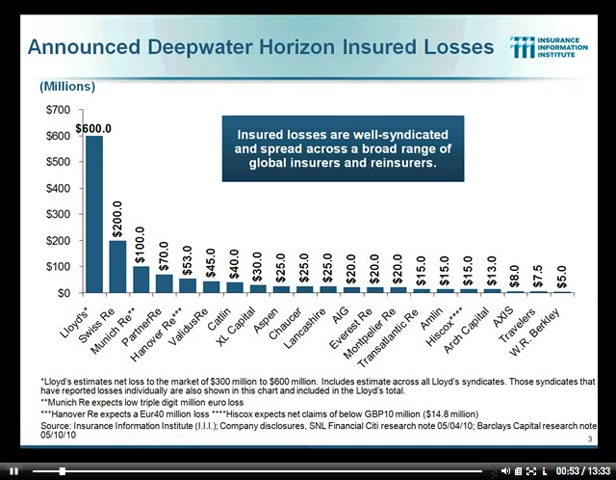 Announced Deepwater Horizon Insured Losses
INSURANCE
INFORMATION
INSTITUTE
(Millions)
$700
$600
$500
$400
$300
$200
$100
$0
Insured losses are well-syndicated
and spread across a broad range of
global insurers and reinsurers.
$600.0
$200.0
$100.0
$70.0
$53.0
$45.0
$40.0
$30.0
$25.0
$25.0
$25.0
$20.0
$20.0
$20.0
$15.0
$15.0
$15.0
$13.0
$8.0
$7.5
$5.0
Lloyd's*
Swiss Re
Munich Re**
PartnerRe
Hanover Re***
ValidusRe
Catlin
XL Capital
Aspen
Chaucer
Lancashire
AIG
Everest Re
Montpelier Re
Transatlantic Re
Amlin
Hiscox****
Arch Capital
AXIS
Travelers
W.R. Berkley
*Lloyd's estimates net loss to the market of $300 million to $600 million. Includes estimate across all Lloyd's syndicates. Those syndicates that
have reported losses individually are also shown in this chart and included in the Lloyd's total.
**Munich Re expects low triple digit million euro loss
***Hanover Re expects a Eur40 million loss ****Hiscox expects net claims of below GBP10 million ($14.8 million)
Source: Insurance Information Institute (I.I.I.); Company disclosures, SNL Financial Citi research note 05/04/10; Barclays Capital research note
05/10/10
3
00:53 / 13:33